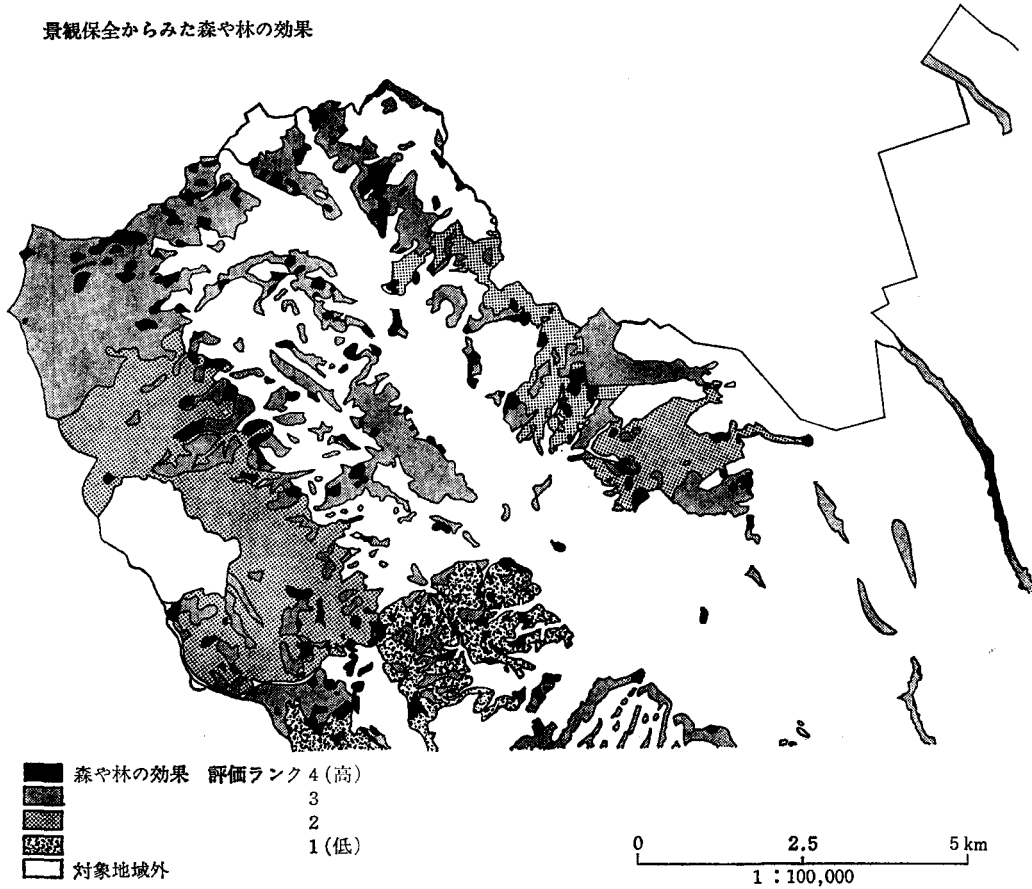 景観保全からみた森や林の効果
森や林の効果 評価ランク 4 (高)
3
2
1 (低)
対象地域外
0 2.5 5 km
1 : 100,000